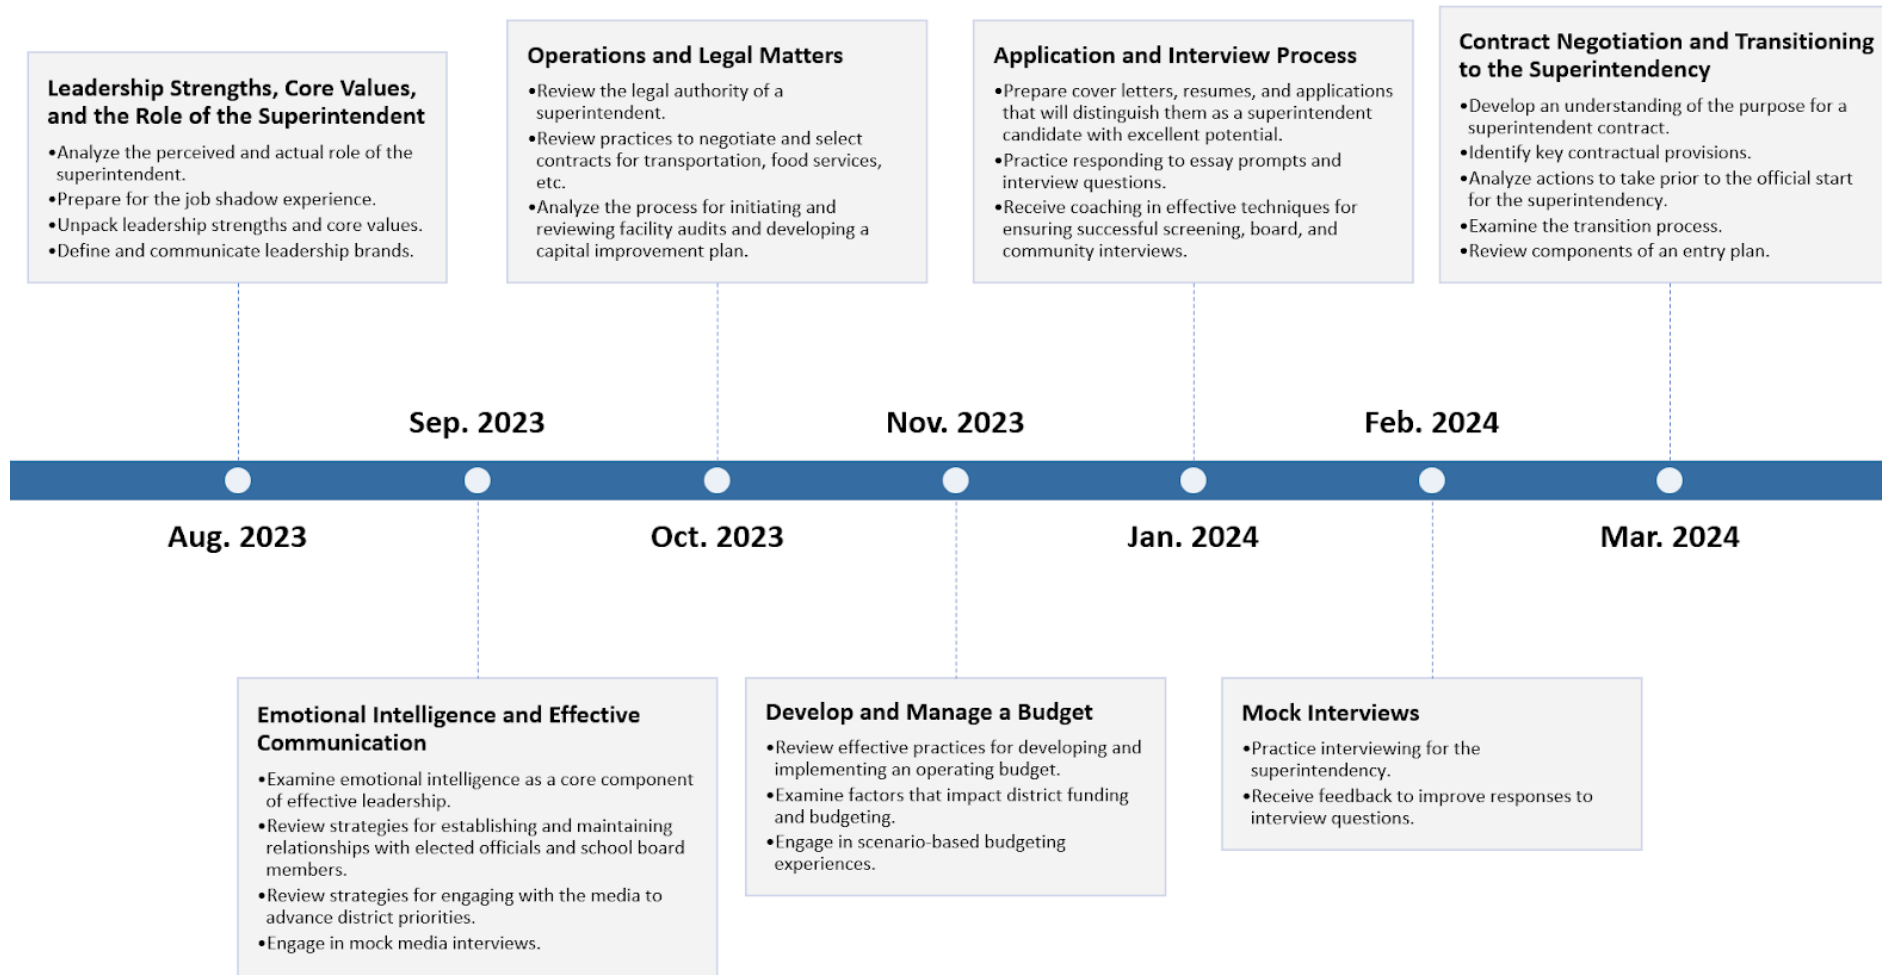 Leadership Strengths, Core Values,
and the Role of the Superintendent
•Analyze the perceived and actual role of the
superintendent.
•Prepare for the job shadow experience.
•Unpack leadership strengths and core values.
•Define and communicate leadership brands.
Operations and Legal Matters
•Review the legal authority of a
superintendent.
•Review practices to negotiate and select
contracts for transportation, food services,
etc.
•Analyze the process for initiating and
reviewing facility audits and developing a
capital improvement plan.
Application and Interview Process
•Prepare cover letters, resumes, and applications
that will distinguish them as a superintendent
candidate with excellent potential.
•Practice responding to essay prompts and
interview questions.
•Receive coaching in effective techniques for
ensuring successful screening, board, and
community interviews.
Contract Negotiation and Transitioning
to the Superintendency
•Develop an understanding of the purpose for a
superintendent contract.
•Identify key contractual provisions.
•Analyze actions to take prior to the official start
for the superintendency.
•Examine the transition process.
•Review components of an entry plan.
Sep. 2023
Nov. 2023
Feb. 2024
Aug. 2023
Oct. 2023
Jan. 2024
Mar. 2024
Emotional Intelligence and Effective
Communication
•Examine emotional intelligence as a core component
of effective leadership.
•Review strategies for establishing and maintaining
relationships with elected officials and school board
members.
•Review strategies for engaging with the media to
advance district priorities.
•Engage in mock media interviews.
Develop and Manage a Budget
•Review effective practices for developing and
implementing an operating budget.
•Examine factors that impact district funding
and budgeting.
•Engage in scenario-based budgeting
experiences.
Mock Interviews
•Practice interviewing for the
superintendency.
•Receive feedback to improve responses to
interview questions.